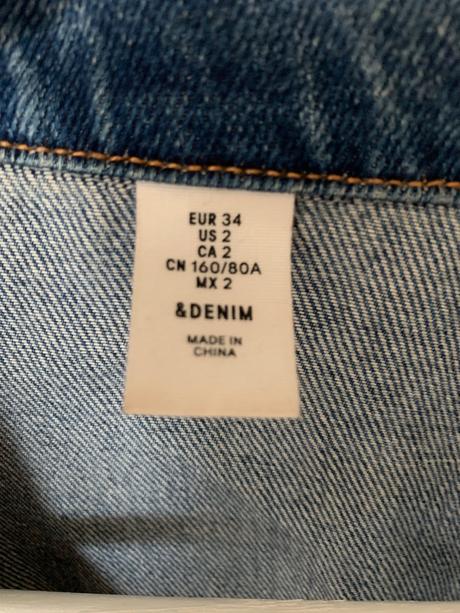 EUR 34
US 2
CA 2
CN 160/80A
MX 2
&DENIM
MADE IN
CHINA